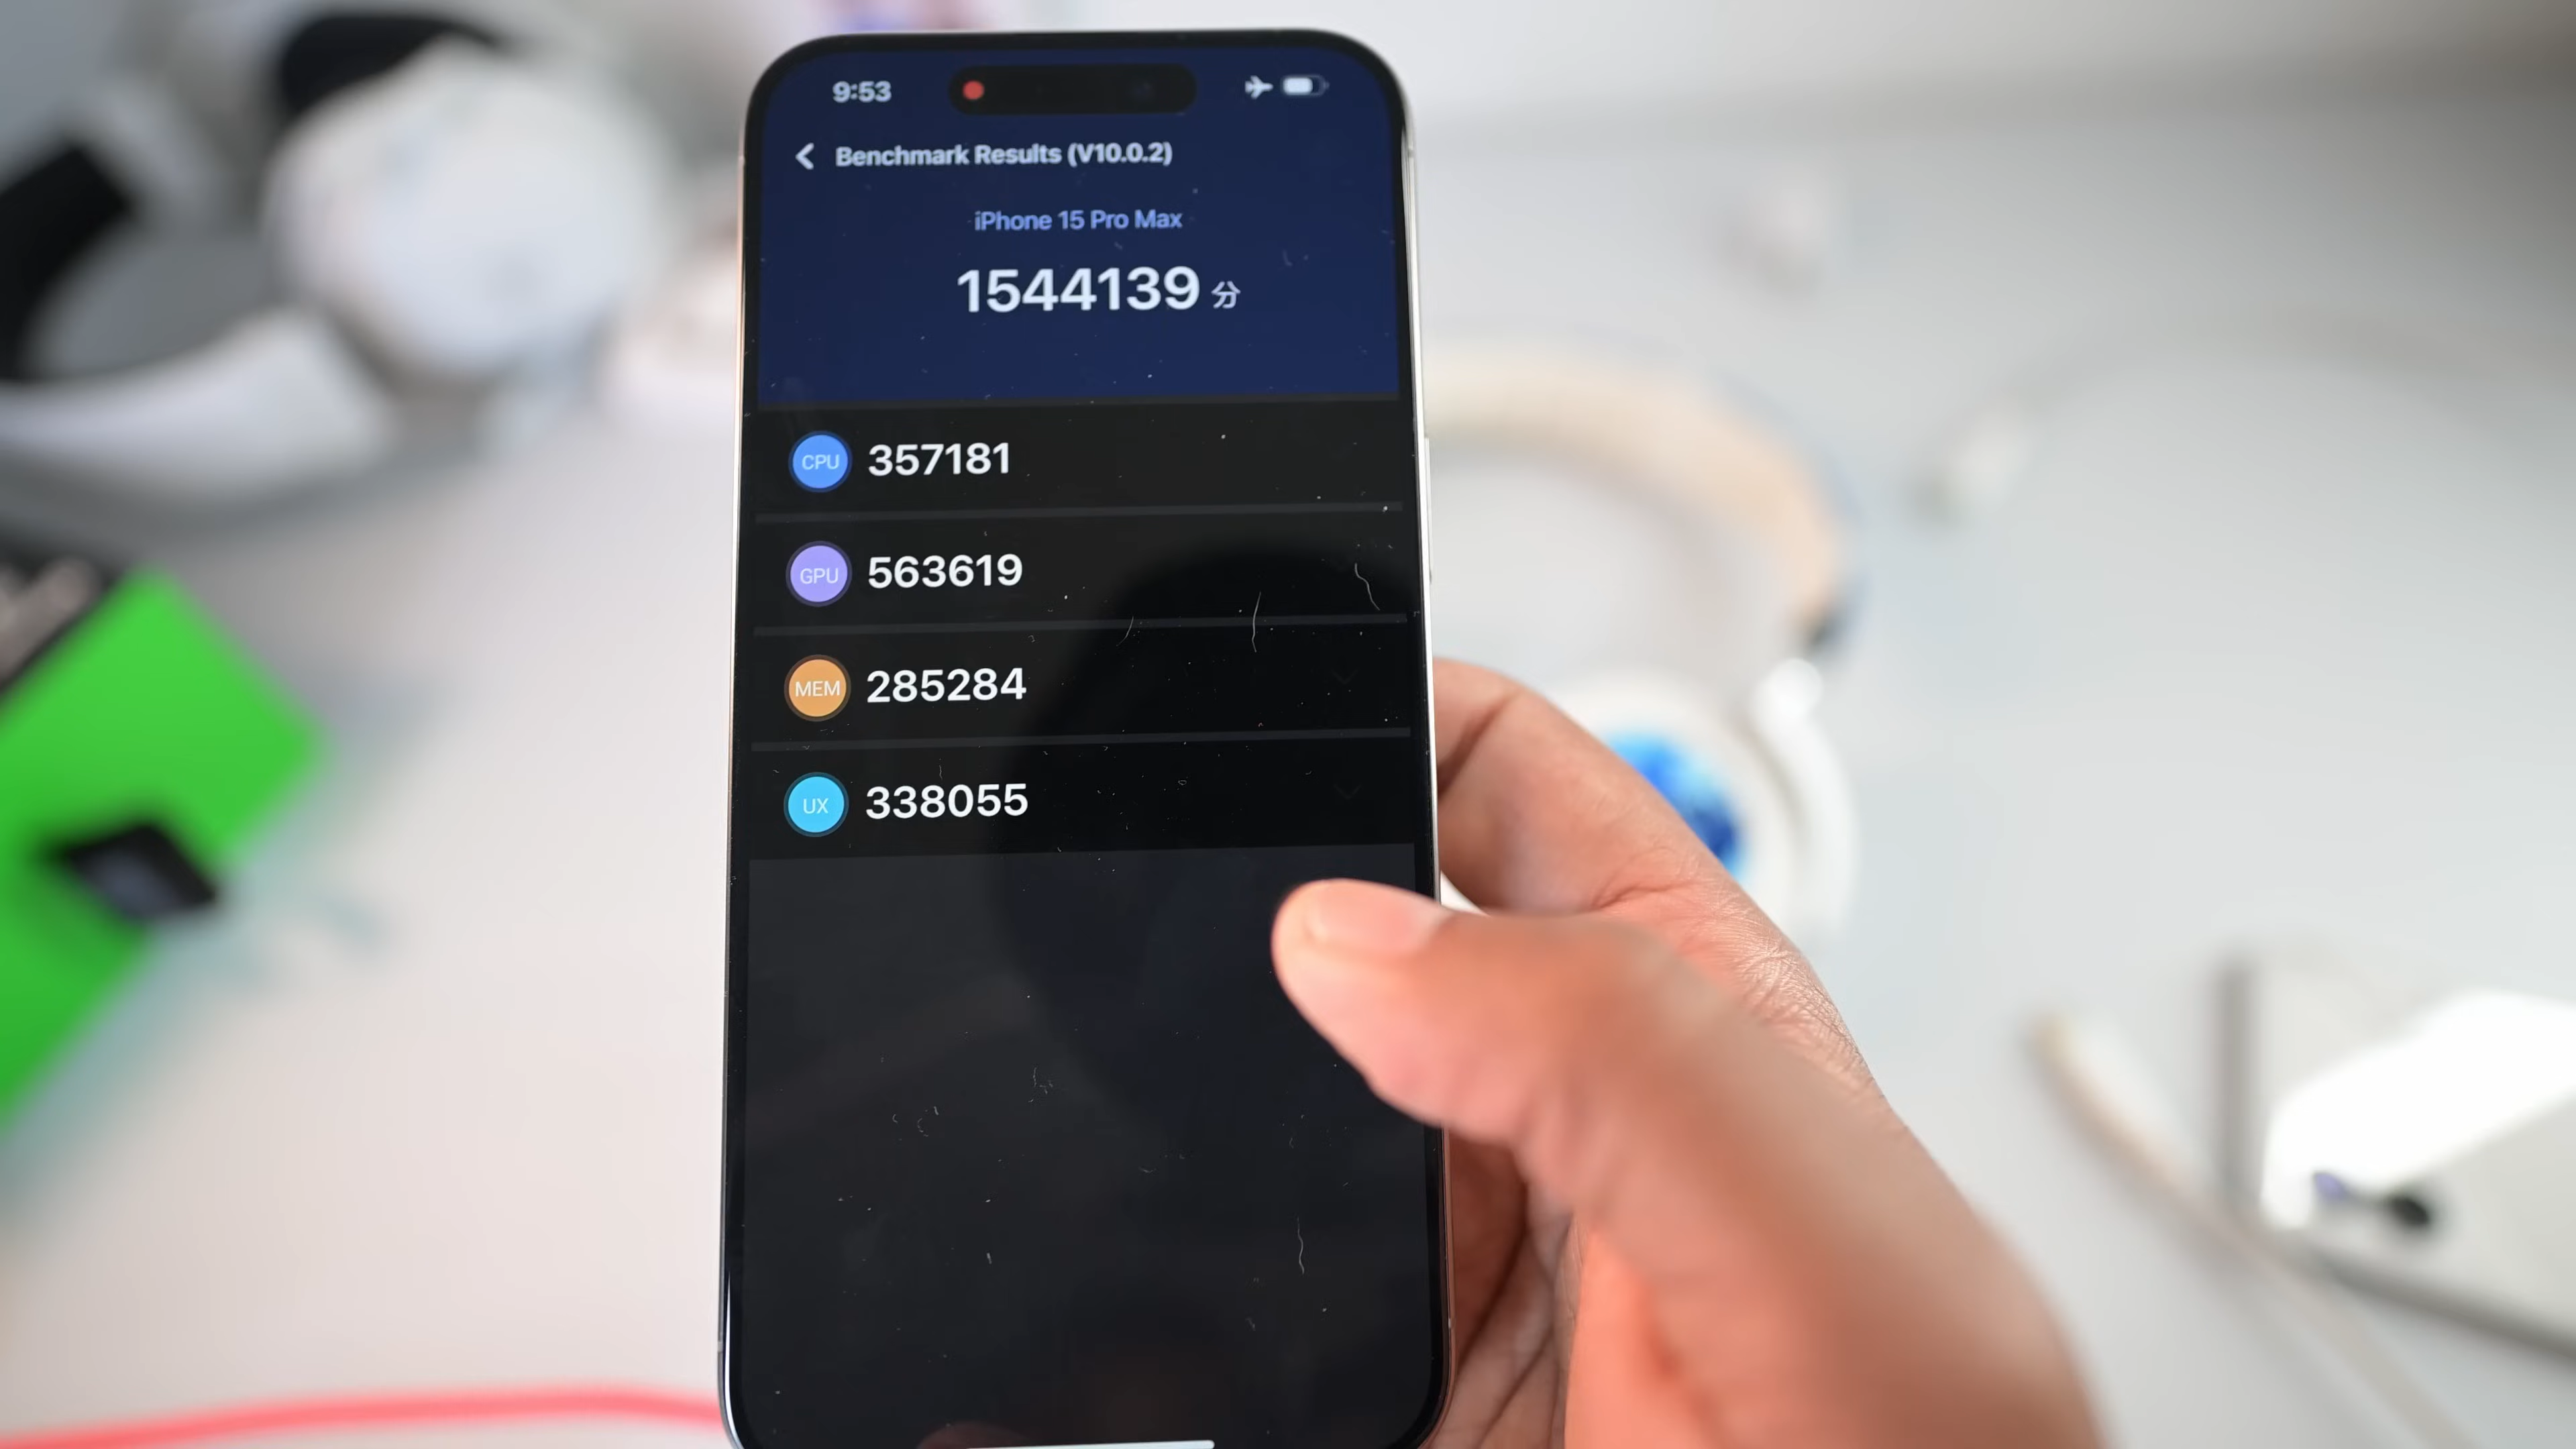 9:53
Benchmark Results (V10.0.2)
iPhone 15 Pro Max
1544139 分
CPU 357181
GPU 563619
MEM 285284
UX 338055